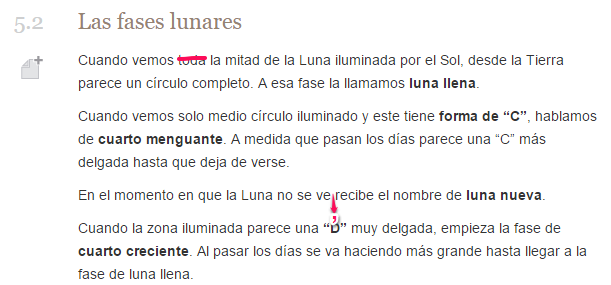 5.2 Las fases lunares
Cuando vemos toda la mitad de la Luna iluminada por el Sol, desde la Tierra
parece un círculo completo. A esa fase la llamamos luna llena.
Cuando vemos solo medio círculo iluminado y este tiene forma de “C”, hablamos
de cuarto menguante. A medida que pasan los días parece una “C” más
delgada hasta que deja de verse.
En el momento en que la Luna no se ve, recibe el nombre de luna nueva.
Cuando la zona iluminada parece una “D” muy delgada, empieza la fase de
cuarto creciente. Al pasar los días se va haciendo más grande hasta llegar a la
fase de luna llena.